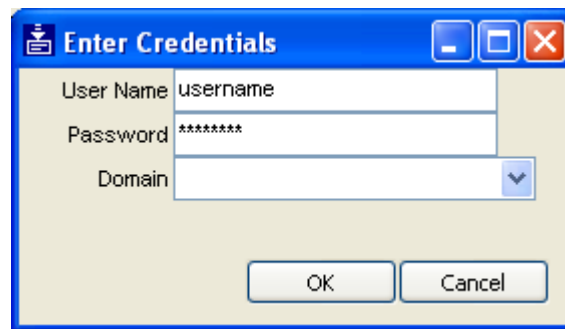 Enter Credentials
User Name username
Password ********
Domain
OK Cancel